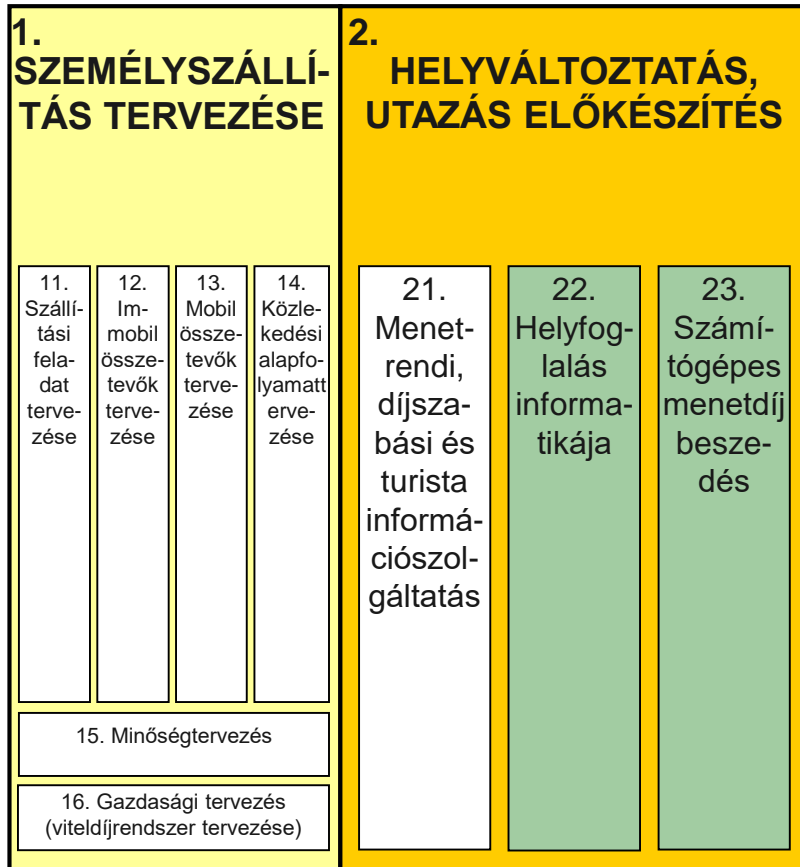 1.
SZEMÉLYSZÁLLÍ-
TÁS TERVEZÉSE
11.
Szállí-
tási
fela-
dat
terve-
zése
12.
Im-
mobil
össze-
tevők
terve-
zése
13.
Mobil
össze-
tevők
terve-
zése
14.
Közle-
kedési
alapfo-
lyamatt
erve-
zése
15. Minőségtervezés
16. Gazdasági tervezés
(viteldíjrendszer tervezése)
2.
HELYVÁLTOZTATÁS,
UTAZÁS ELŐKÉSZÍTÉS
21.
Menet-
rendi,
díjsza-
bási és
turista
informá-
ciószol-
gáltatás
22.
Helyfog-
lalás
informa-
tikája
23.
Számí-
tógépes
menetdíj
besze-
dés